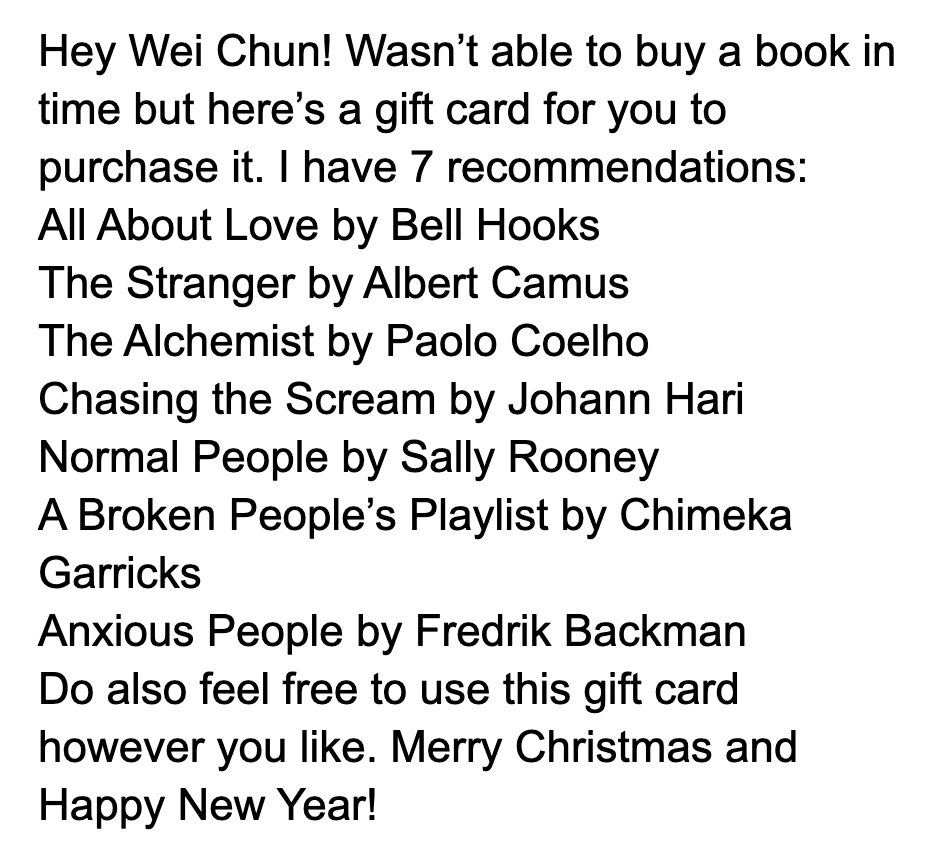 Hey Wei Chun! Wasn’t able to buy a book in
time but here’s a gift card for you to
purchase it. I have 7 recommendations:
All About Love by Bell Hooks
The Stranger by Albert Camus
The Alchemist by Paolo Coelho
Chasing the Scream by Johann Hari
Normal People by Sally Rooney
A Broken People’s Playlist by Chimeka
Garricks
Anxious People by Fredrik Backman
Do also feel free to use this gift card
however you like. Merry Christmas and
Happy New Year!